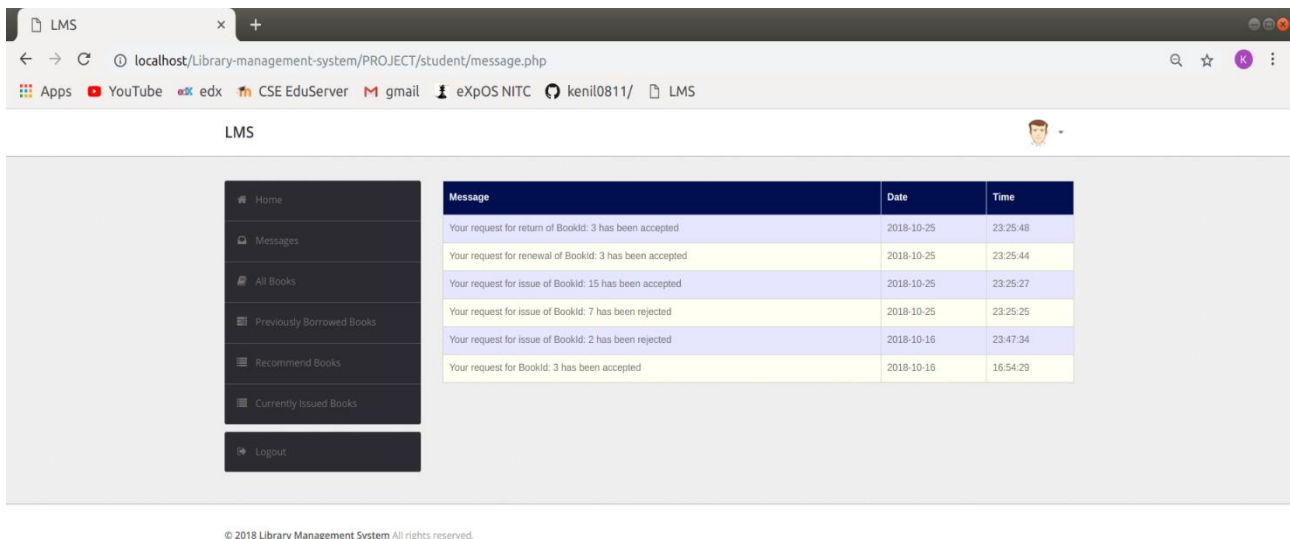 LMS
localhost/Library-management-system/PROJECT/student/message.php
K
Apps YouTube edX edx CSE EduServer gmail eXpOS NITC kenil0811/ LMS
LMS
Home
Messages
All Books
Previously Borrowed Books
Recommend Books
Currently Issued Books
Logout
Message Date Time
Your request for return of BookId: 3 has been accepted 2018-10-25 23:25:48
Your request for renewal of BookId: 3 has been accepted 2018-10-25 23:25:44
Your request for issue of BookId: 15 has been accepted 2018-10-25 23:25:27
Your request for issue of BookId: 7 has been rejected 2018-10-25 23:25:25
Your request for issue of BookId: 2 has been rejected 2018-10-16 23:47:34
Your request for BookId: 3 has been accepted 2018-10-16 16:54:29
© 2018 Library Management System All rights reserved.